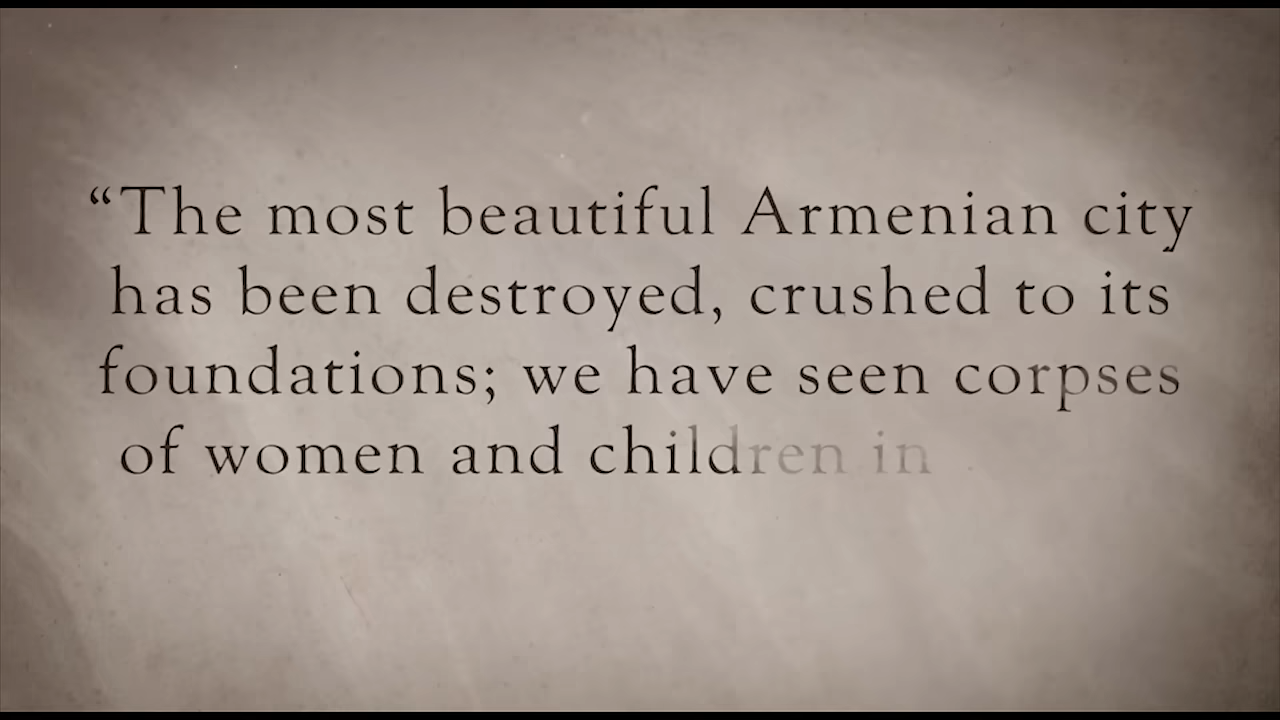 “The most beautiful Armenian city
has been destroyed, crushed to its
foundations; we have seen corpses
of women and children in